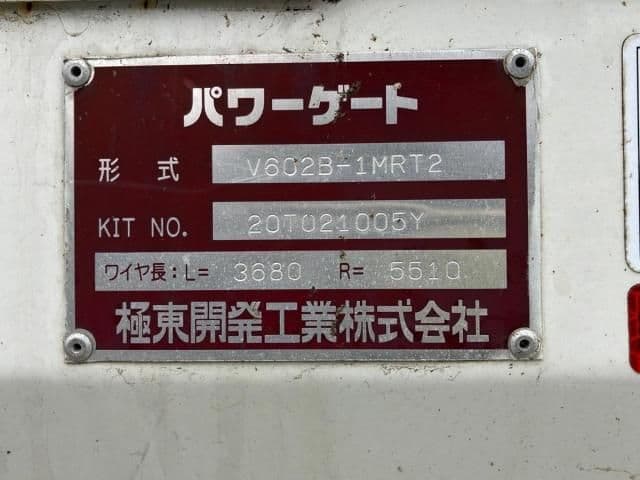 パワーゲート
形 式 V602B-1MRT2
KIT NO. 20T021005Y
ワイヤ長:L= 3680 R= 5510
極東開発工業株式会社